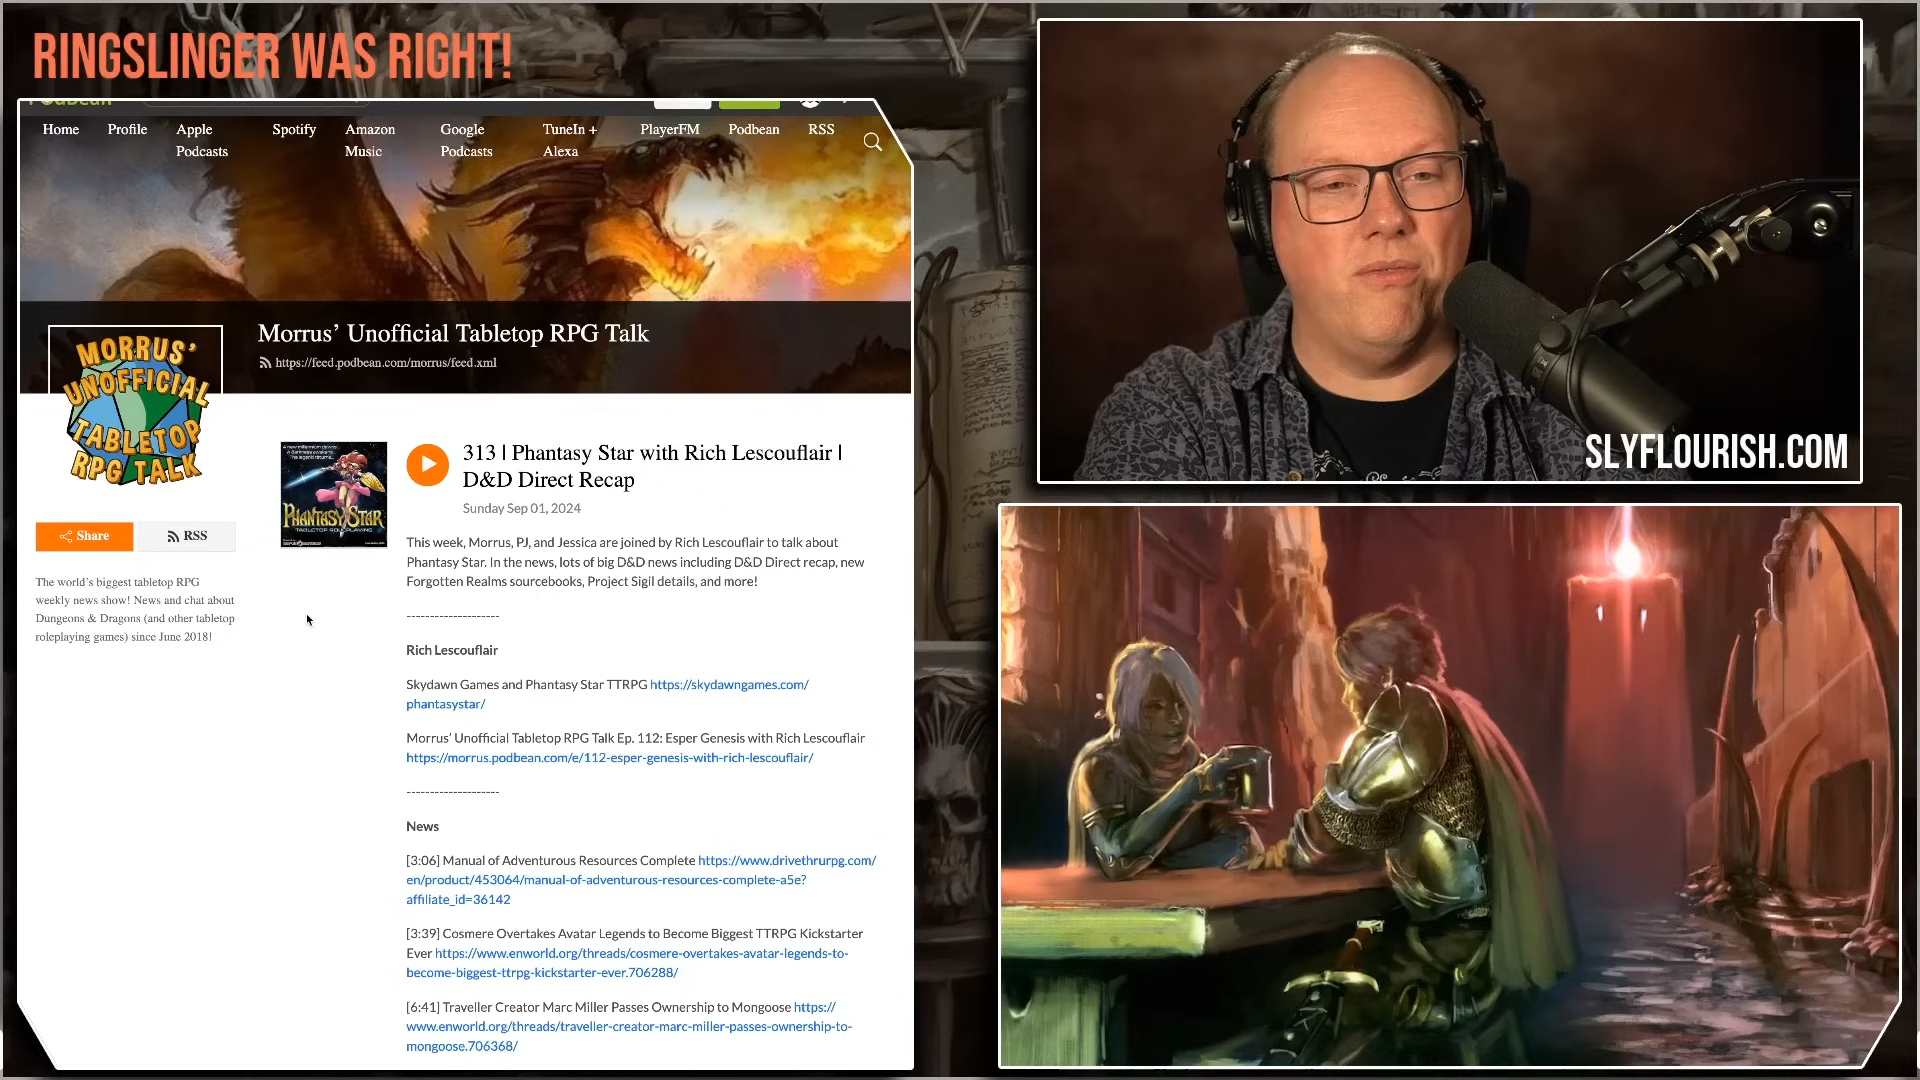 RINGSLINGER WAS RIGHT!
Home
Profile
Apple
Podcasts
Spotify
Amazon
Music
Google
Podcasts
TuneIn +
Alexa
PlayerFM
Podbean
RSS
Morrus' Unofficial Tabletop RPG Talk
https://feed.podbean.com/morrus/feed.xml
MORRUS'
UNOFFICIAL
TABLETOP
RPG TALK
Share
RSS
The world's biggest tabletop RPG
weekly news show! News and chat about
Dungeons & Dragons (and other tabletop
roleplaying games) since June 2018!
PHANTASY STAR
313 | Phantasy Star with Rich Lescouflair |
D&D Direct Recap
Sunday Sep 01, 2024
This week, Morrus, PJ, and Jessica are joined by Rich Lescouflair to talk about
Phantasy Star. In the news, lots of big D&D news including D&D Direct recap, new
Forgotten Realms sourcebooks, Project Sigil details, and more!
--------------------
Rich Lescouflair
Skydawn Games and Phantasy Star TTRPG https://skydawngames.com/
phantasystar/
Morrus' Unofficial Tabletop RPG Talk Ep. 112: Esper Genesis with Rich Lescouflair
https://morrus.podbean.com/e/112-esper-genesis-with-rich-lescouflair/
--------------------
News
[3:06] Manual of Adventurous Resources Complete https://www.drivethrurpg.com/
en/product/453064/manual-of-adventurous-resources-complete-a5e?
affiliate_id=36142
[3:39] Cosmere Overtakes Avatar Legends to Become Biggest TTRPG Kickstarter
Ever https://www.enworld.org/threads/cosmere-overtakes-avatar-legends-to-
become-biggest-ttrpg-kickstarter-ever.706288/
[6:41] Traveller Creator Marc Miller Passes Ownership to Mongoose https://
www.enworld.org/threads/traveller-creator-marc-miller-passes-ownership-to-
mongoose.706368/
SLYFLOURISH.COM